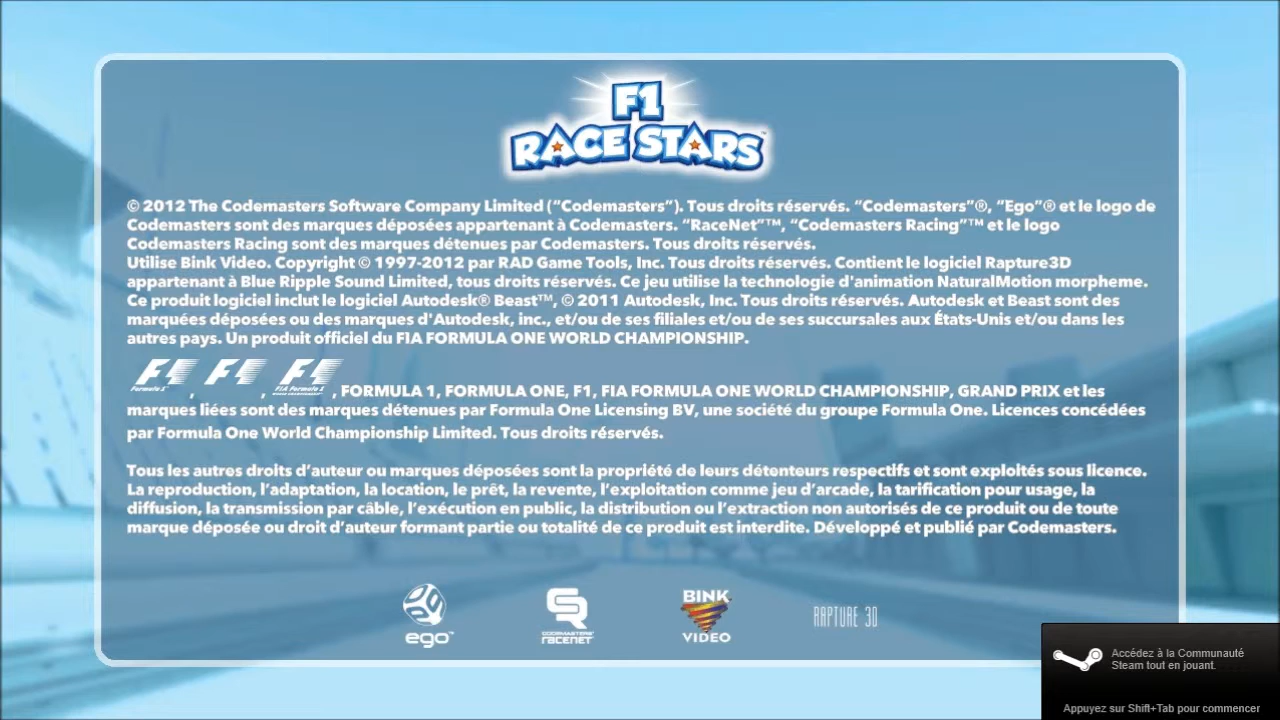 F1
RACE STARS™
© 2012 The Codemasters Software Company Limited (“Codemasters”). Tous droits réservés. “Codemasters”®, “Ego”® et le logo de
Codemasters sont des marques déposées appartenant à Codemasters. “RaceNet”™, “Codemasters Racing”™ et le logo
Codemasters Racing sont des marques détenues par Codemasters. Tous droits réservés.
Utilise Bink Video. Copyright © 1997-2012 par RAD Game Tools, Inc. Tous droits réservés. Contient le logiciel Rapture3D
appartenant à Blue Ripple Sound Limited, tous droits réservés. Ce jeu utilise la technologie d'animation NaturalMotion morpheme.
Ce produit logiciel inclut le logiciel Autodesk® Beast™, © 2011 Autodesk, Inc. Tous droits réservés. Autodesk et Beast sont des
marquées déposées ou des marques d'Autodesk, inc., et/ou de ses filiales et/ou de ses succursales aux États-Unis et/ou dans les
autres pays. Un produit officiel du FIA FORMULA ONE WORLD CHAMPIONSHIP.
F1 Formula 1™, F1, F1 FIA Formula 1, FORMULA 1, FORMULA ONE, F1, FIA FORMULA ONE WORLD CHAMPIONSHIP, GRAND PRIX et les
marques liées sont des marques détenues par Formula One Licensing BV, une société du groupe Formula One. Licences concédées
par Formula One World Championship Limited. Tous droits réservés.
Tous les autres droits d’auteur ou marques déposées sont la propriété de leurs détenteurs respectifs et sont exploités sous licence.
La reproduction, l’adaptation, la location, le prêt, la revente, l’exploitation comme jeu d’arcade, la tarification pour usage, la
diffusion, la transmission par câble, l’exécution en public, la distribution ou l’extraction non autorisés de ce produit ou de toute
marque déposée ou droit d’auteur formant partie ou totalité de ce produit est interdite. Développé et publié par Codemasters.
ego™
CODEMASTERS
RACENET
BINK
VIDEO
RAPTURE 3D
Accédez à la Communauté
Steam tout en jouant.
Appuyez sur Shift+Tab pour commencer